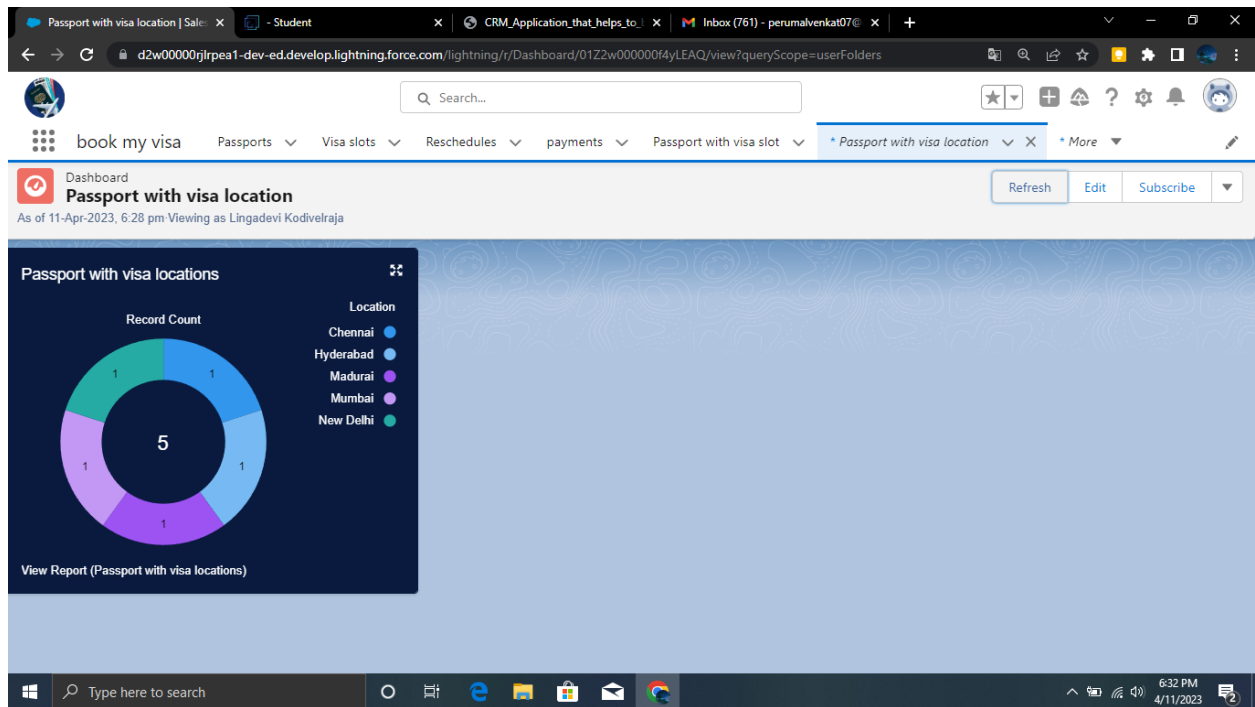 Passport with visa location | Sale
- Student
CRM_Application_that_helps_to_
Inbox (761) - perumalvenkat07@
d2w00000rjlrpea1-dev-ed.develop.lightning.force.com/lightning/r/Dashboard/01Z2w000000f4yLEAQ/view?queryScope=userFolders
Search...
book my visa
Passports
Visa slots
Reschedules
payments
Passport with visa slot
* Passport with visa location
* More
Dashboard
Passport with visa location
As of 11-Apr-2023, 6:28 pm·Viewing as Lingadevi Kodivelraja
Refresh
Edit
Subscribe
Passport with visa locations
Record Count
Location
Chennai
Hyderabad
Madurai
Mumbai
New Delhi
1
1
5
1
1
1
View Report (Passport with visa locations)
Type here to search
6:32 PM
4/11/2023
2